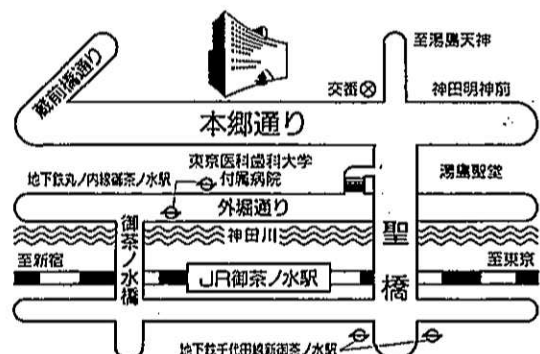 至湯島天神
蔵前橋通り
交番
神田明神前
本郷通り
東京医科歯科大学
付属病院
湯島聖堂
地下鉄丸ノ内線御茶ノ水駅
外堀通り
御茶ノ水橋
神田川
聖橋
至新宿
至東京
JR御茶ノ水駅
地下鉄千代田線新御茶ノ水駅